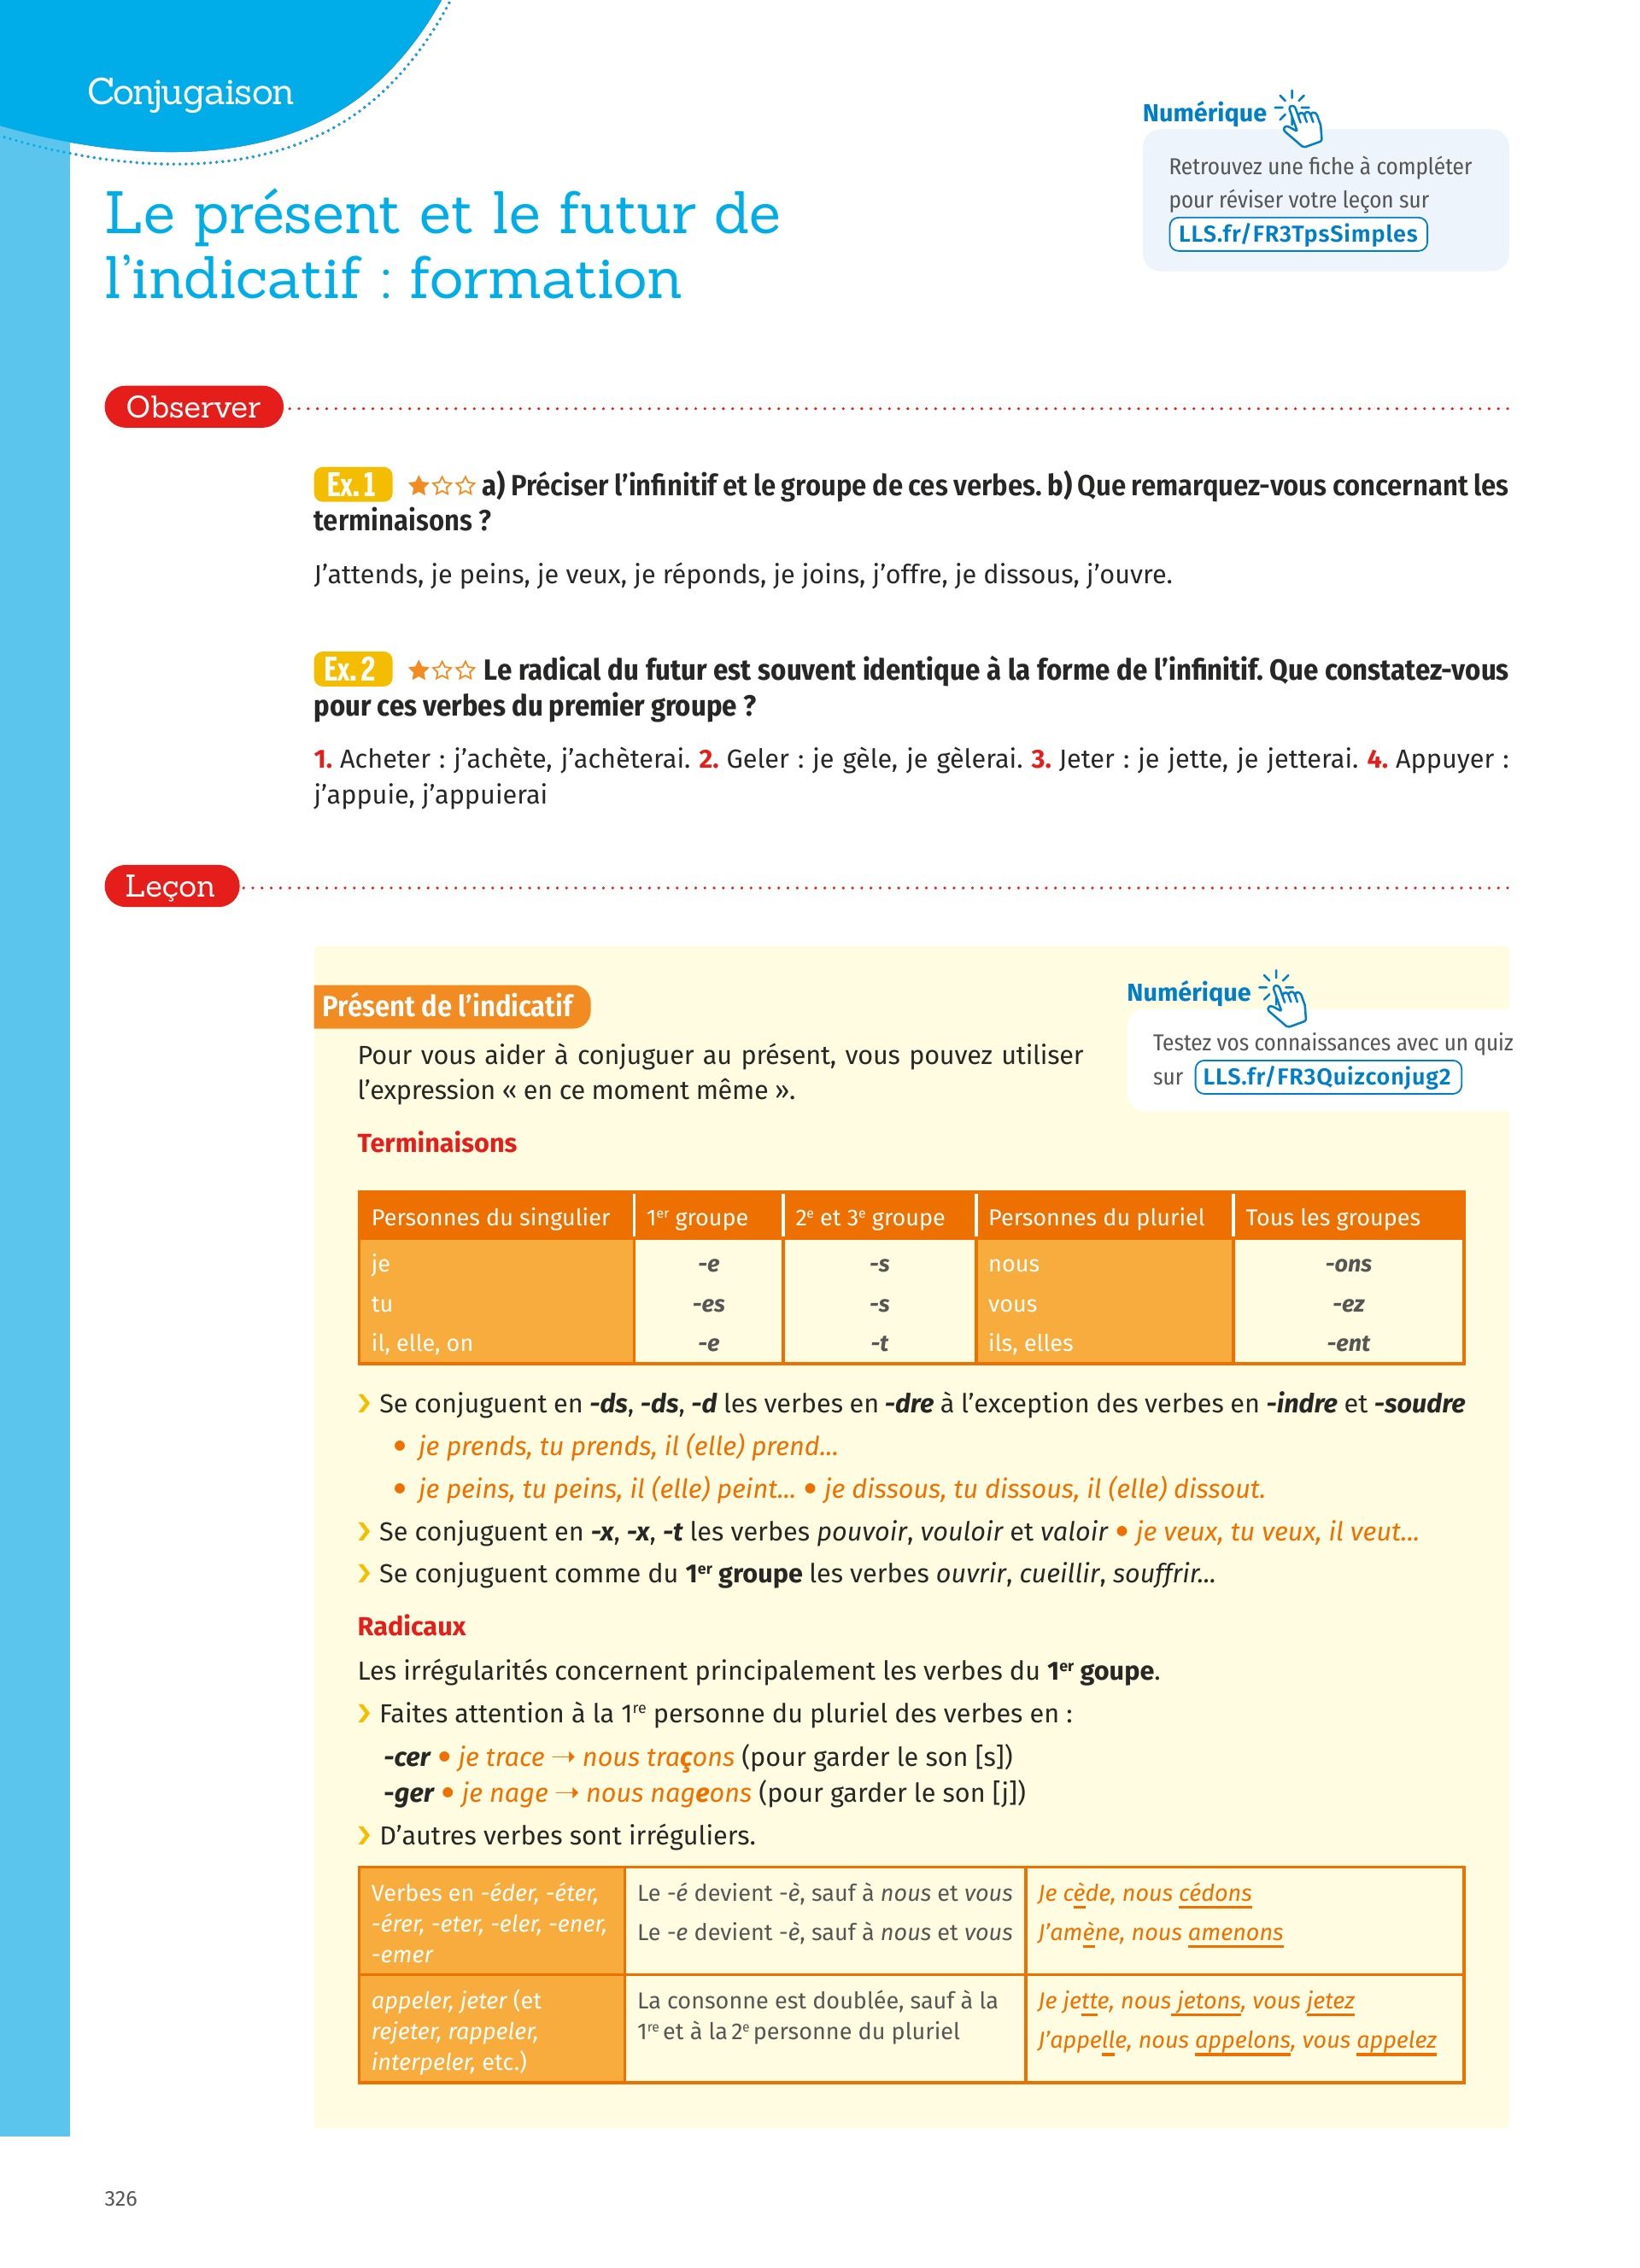 Conjugaison
Numérique
Retrouvez une fiche à compléter
pour réviser votre leçon sur
LLS.fr/FR3TpsSimples
Le présent et le futur de
l’indicatif : formation
Observer
Ex. 1 a) Préciser l’infinitif et le groupe de ces verbes. b) Que remarquez-vous concernant les
terminaisons ?
J’attends, je peins, je veux, je réponds, je joins, j’offre, je dissous, j’ouvre.
Ex. 2 Le radical du futur est souvent identique à la forme de l’infinitif. Que constatez-vous
pour ces verbes du premier groupe ?
1. Acheter : j’achète, j’achèterai. 2. Geler : je gèle, je gèlerai. 3. Jeter : je jette, je jetterai. 4. Appuyer :
j’appuie, j’appuierai
Leçon
Présent de l’indicatif
Pour vous aider à conjuguer au présent, vous pouvez utiliser
l’expression « en ce moment même ».
Numérique
Testez vos connaissances avec un quiz
sur LLS.fr/FR3Quizconjug2
Terminaisons
Personnes du singulier 1er groupe 2e et 3e groupe Personnes du pluriel Tous les groupes
je -e -s nous -ons
tu -es -s vous -ez
il, elle, on -e -t ils, elles -ent
› Se conjuguent en -ds, -ds, -d les verbes en -dre à l’exception des verbes en -indre et -soudre
• je prends, tu prends, il (elle) prend...
• je peins, tu peins, il (elle) peint... • je dissous, tu dissous, il (elle) dissout.
› Se conjuguent en -x, -x, -t les verbes pouvoir, vouloir et valoir • je veux, tu veux, il veut...
› Se conjuguent comme du 1er groupe les verbes ouvrir, cueillir, souffrir...
Radicaux
Les irrégularités concernent principalement les verbes du 1er goupe.
› Faites attention à la 1re personne du pluriel des verbes en :
-cer • je trace → nous traçons (pour garder le son [s])
-ger • je nage → nous nageons (pour garder le son [j])
› D’autres verbes sont irréguliers.
Verbes en -éder, -éter,
-érer, -eter, -eler, -ener,
-emer
Le -é devient -è, sauf à nous et vous
Le -e devient -è, sauf à nous et vous
Je cède, nous cédons
J’amène, nous amenons
appeler, jeter (et
rejeter, rappeler,
interpeler, etc.)
La consonne est doublée, sauf à la
1re et à la 2e personne du pluriel
Je jette, nous jetons, vous jetez
J’appelle, nous appelons, vous appelez
326